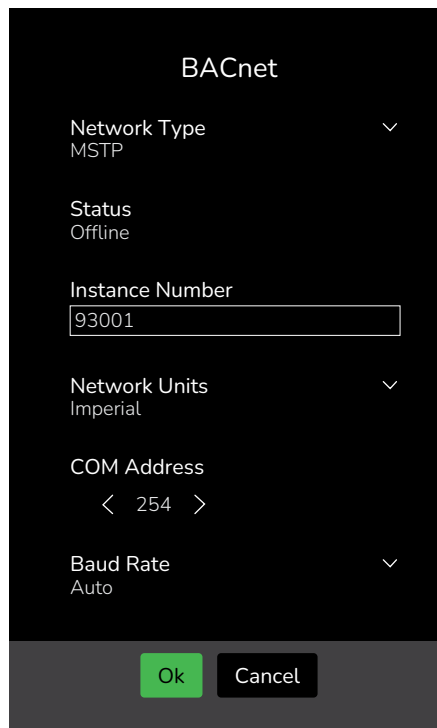 BACnet
Network Type
MSTP
Status
Offline
Instance Number
93001
Network Units
Imperial
COM Address
254
Baud Rate
Auto
Ok Cancel